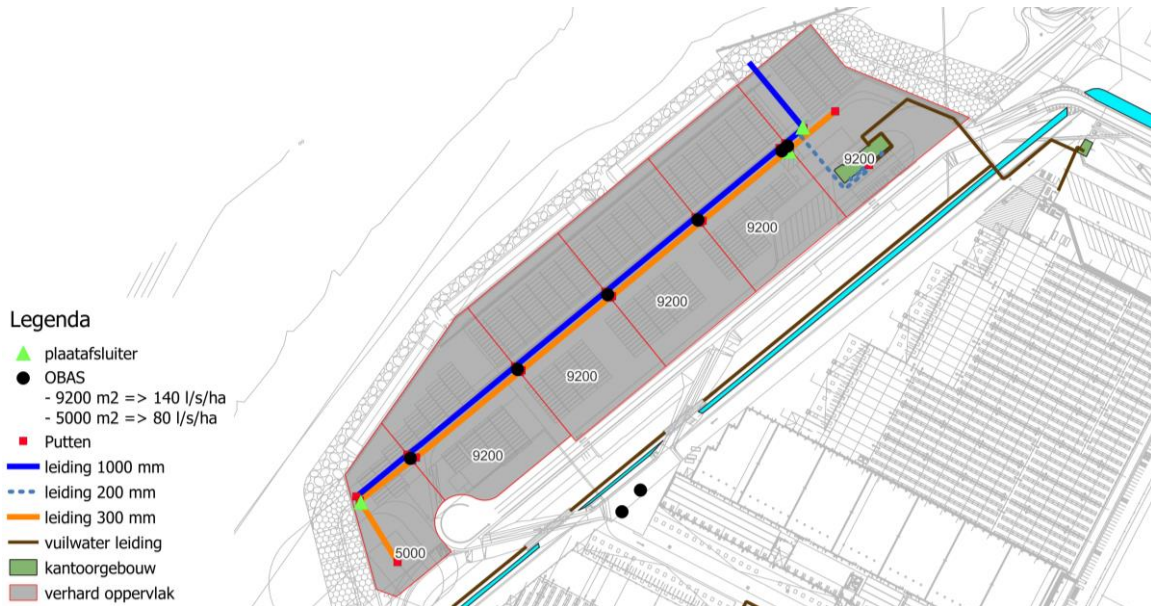 9200
9200
9200
9200
9200
5000
Legenda
plaatafsluiter
OBAS
- 9200 m2 => 140 l/s/ha
- 5000 m2 => 80 l/s/ha
Putten
leiding 1000 mm
leiding 200 mm
leiding 300 mm
vuilwater leiding
kantoorgebouw
verhard oppervlak